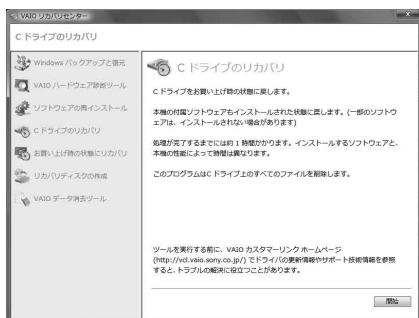 VAIO リカバリセンター
C ドライブのリカバリ
Windows バックアップと復元
VAIO ハードウェア診断ツール
ソフトウェアの再インストール
C ドライブのリカバリ
お買い上げ時の状態にリカバリ
リカバリディスクの作成
VAIO データ消去ツール
C ドライブのリカバリ
C ドライブをお買い上げ時の状態に戻します。
本機の付属ソフトウェアもインストールされた状態に戻します。(一部のソフトウ
ェアは、インストールされない場合があります)
処理が完了するまでには約 1 時間かかります。インストールするソフトウェアと、
本機の性能によって時間は異なります。
このプログラムは C ドライブ上のすべてのファイルを削除します。
ツールを実行する前に、VAIO カスタマーリンク ホームページ
(http://vcl.vaio.sony.co.jp/) でドライバの更新情報やサポート技術情報を参照
すると、トラブルの解決に役立つことがあります。
開始